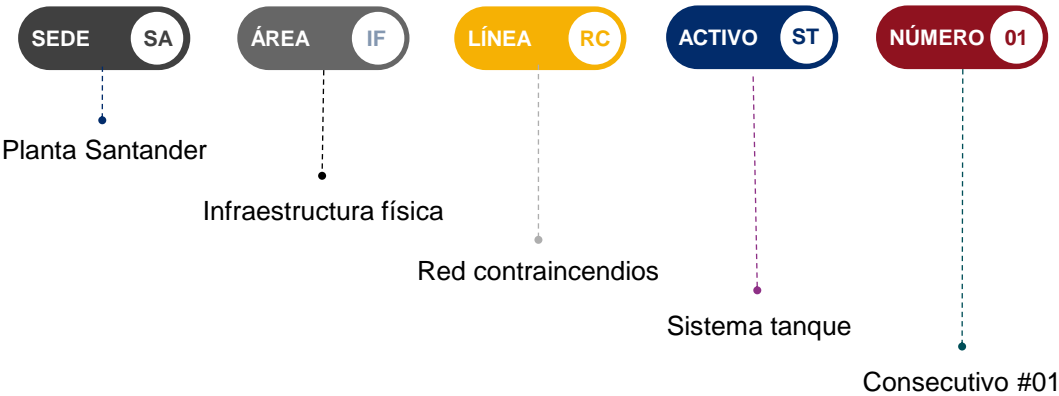 SEDE SA ÁREA IF LÍNEA RC ACTIVO ST NÚMERO 01
Planta Santander
Infraestructura física
Red contraincendios
Sistema tanque
Consecutivo #01